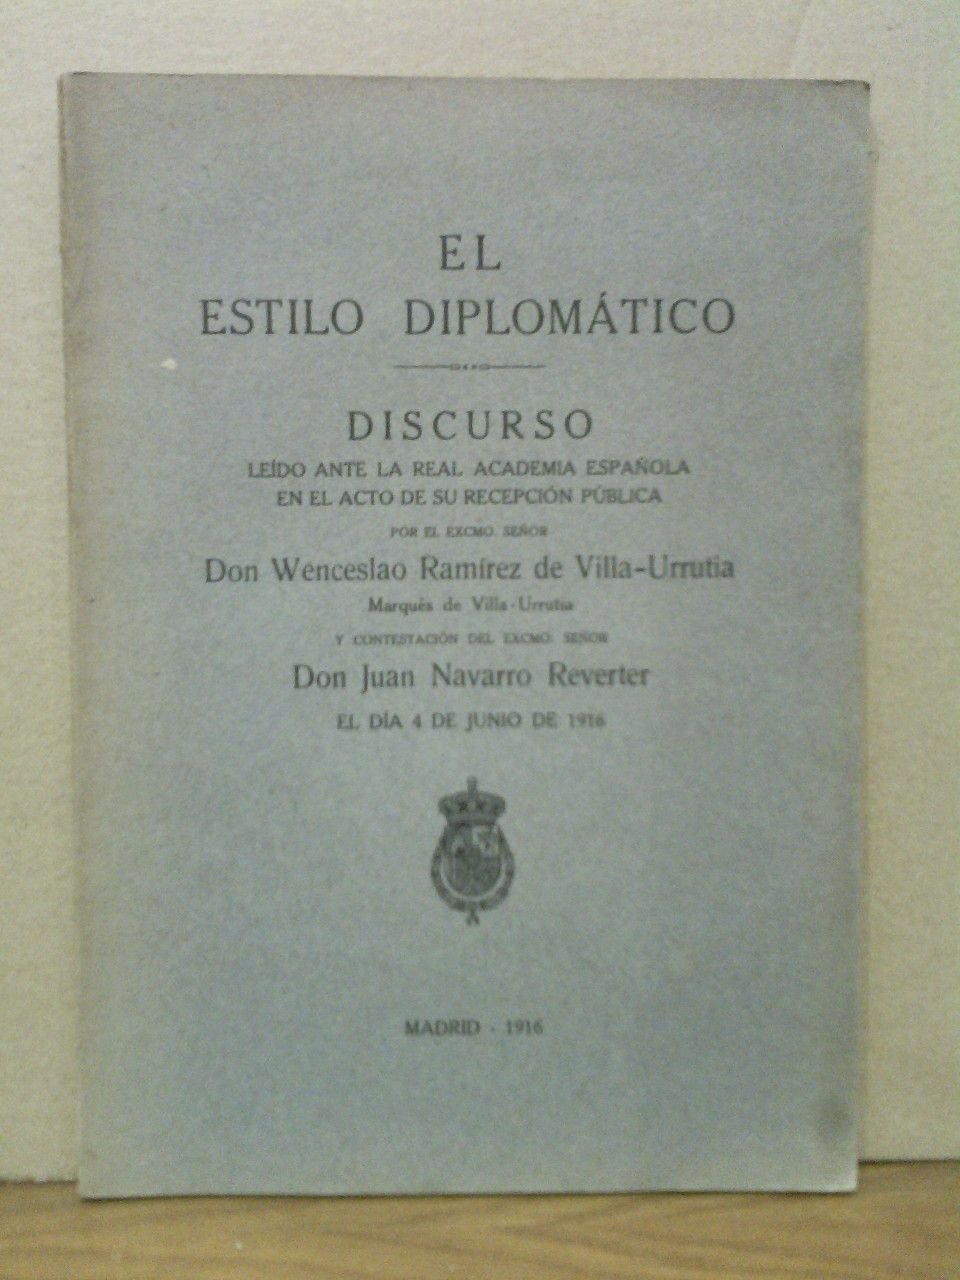 EL
ESTILO DIPLOMÁTICO
DISCURSO
LEÍDO ANTE LA REAL ACADEMIA ESPAÑOLA
EN EL ACTO DE SU RECEPCIÓN PÚBLICA
POR EL EXCMO. SEÑOR
Don Wenceslao Ramírez de Villa-Urrutia
Marqués de Villa-Urrutia
Y CONTESTACIÓN DEL EXCMO. SEÑOR
Don Juan Navarro Reverter
EL DÍA 4 DE JUNIO DE 1916
MADRID - 1916